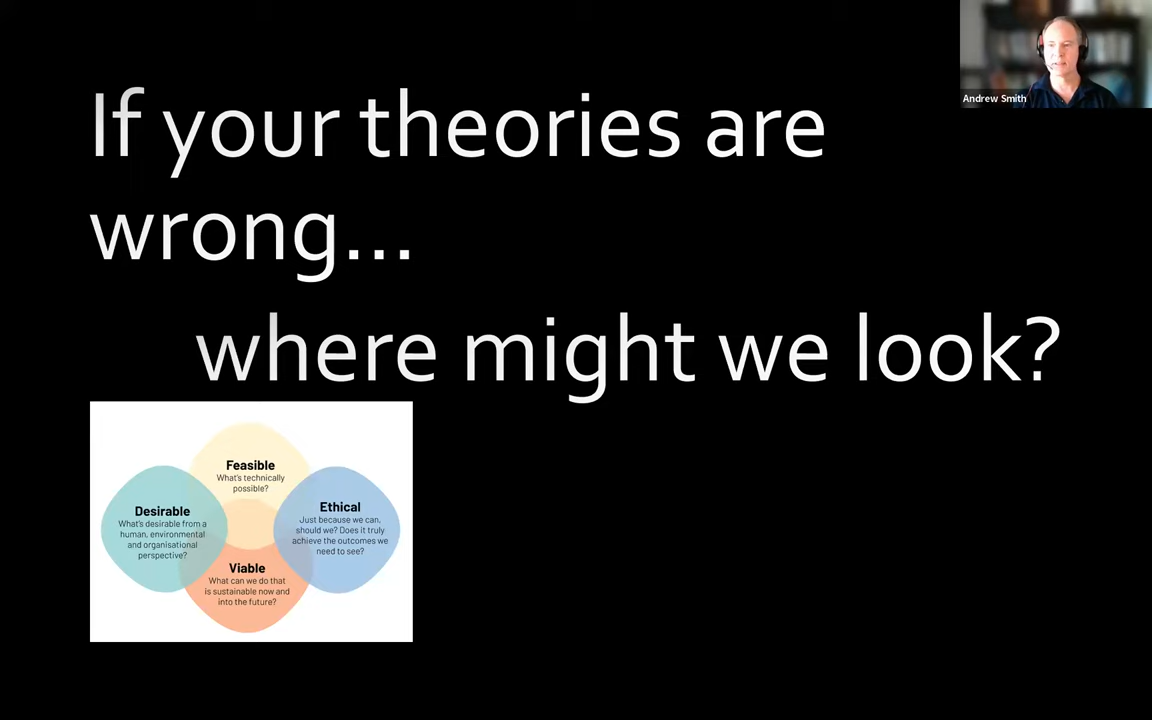 If your theories are
wrong...
where might we look?
Andrew Smith
Feasible
What's technically
possible?
Desirable
What's desirable from a
human, environmental
and organisational
perspective?
Ethical
Just because we can,
should we? Does it truly
achieve the outcomes we
need to see?
Viable
What can we do that
is sustainable now and
into the future?